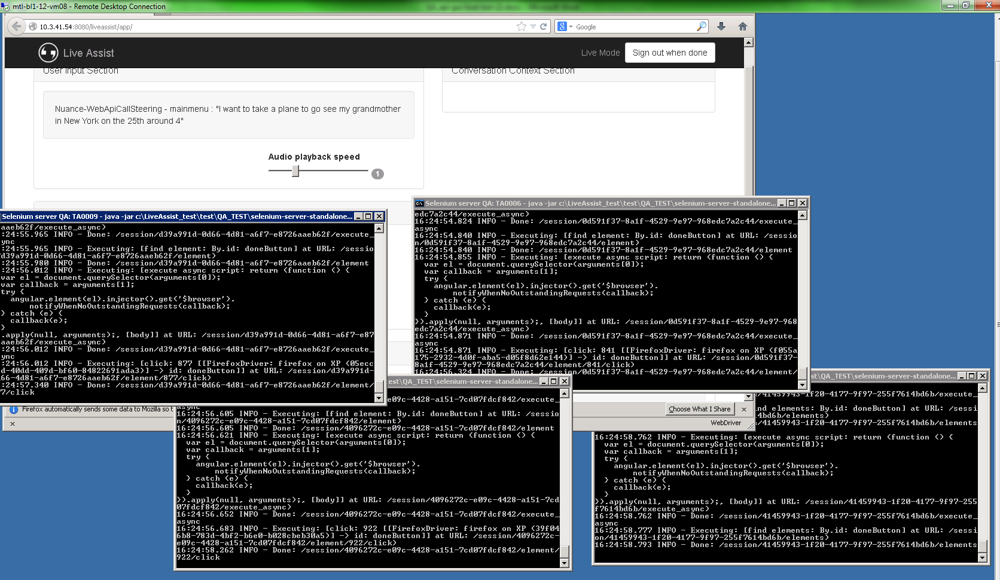 mtl-bl1-12-vm08 - Remote Desktop Connection
10.3.41.54:8080/liveassist/app/
Google
Live Assist
Live Mode
Sign out when done
User Input Section
Conversation Context Section
Nuance-WebApiCallSteering - mainmenu : "I want to take a plane to go see my grandmother
in New York on the 25th around 4"
Audio playback speed
1
Selenium server QA: TA0009 - java -jar c:\LiveAssist_test\test\QA_TEST\selenium-server-standalone...
aaeb62f/execute_async)
:24:55.965 INFO - Done: /session/d39a991d-0d66-4d81-a6f7-e8726aaeb62f/execute_
ync
:24:55.965 INFO - Executing: [find element: By.id: doneButton] at URL: /sessio
/d39a991d-0d66-4d81-a6f7-e8726aaeb62f/element)
:24:55.980 INFO - Done: /session/d39a991d-0d66-4d81-a6f7-e8726aaeb62f/element
:24:56.012 INFO - Executing: [execute async script: return (function () {
var el = document.querySelector(arguments[0]);
var callback = arguments[1];
try {
angular.element(el).injector().get('$browser').
notifyWhenNoOutstandingRequests(callback);
} catch (e) {
callback(e);
}
.apply(null, arguments);, [body]] at URL: /session/d39a991d-0d66-4d81-a6f7-e87
aaeb62f/execute_async)
:24:56.012 INFO - Done: /session/d39a991d-0d66-4d81-a6f7-e8726aaeb62f/execute_
ync
:24:56.012 INFO - Executing: [click: 877 [[FirefoxDriver: firefox on XP (05ecc
d-40dd-409d-bf60-84822691ada3)] -> id: doneButton]] at URL: /session/d39a991d-
66-4d81-a6f7-e8726aaeb62f/element/877/click)
:24:57.340 INFO - Done: /session/d39a991d-0d66-4d81-a6f7-e8726aaeb62f/element/
7/click
Selenium server QA: TA0006 - java -jar c:\LiveAssist_test\test\QA_TEST\selenium-server-standalone...
edc7a2c44/execute_async)
16:24:54.824 INFO - Done: /session/0d591f37-8a1f-4529-9e97-968edc7a2c44/execute_
async
16:24:54.840 INFO - Executing: [find element: By.id: doneButton] at URL: /sessio
n/0d591f37-8a1f-4529-9e97-968edc7a2c44/element)
16:24:54.840 INFO - Done: /session/0d591f37-8a1f-4529-9e97-968edc7a2c44/element
16:24:54.855 INFO - Executing: [execute async script: return (function () {
var el = document.querySelector(arguments[0]);
var callback = arguments[1];
try {
angular.element(el).injector().get('$browser').
notifyWhenNoOutstandingRequests(callback);
} catch (e) {
callback(e);
}
}).apply(null, arguments);, [body]] at URL: /session/0d591f37-8a1f-4529-9e97-968
edc7a2c44/execute_async)
16:24:54.871 INFO - Done: /session/0d591f37-8a1f-4529-9e97-968edc7a2c44/execute_
async
16:24:54.871 INFO - Executing: [click: 841 [[FirefoxDriver: firefox on XP (f055a
175-2932-4d0f-aba5-d05f8d62e144)] -> id: doneButton]] at URL: /session/0d591f37-
8a1f-4529-9e97-968edc7a2c44/element/841/click)
16:24:56.324 INFO - Done: /session/0d591f37-8a1f-4529-9e97-968edc7a2c44/element/
Firefox automatically sends some data to Mozilla so t
Choose What I Share
WebDriver
est\QA_TEST\selenium-server-standalone...
e-e09c-4428-a151-7cd07fdcf842/execute_
16:24:56.605 INFO - Executing: [find element: By.id: doneButton] at URL: /sessio
n/4096272c-e09c-4428-a151-7cd07fdcf842/element)
16:24:56.605 INFO - Done: /session/4096272c-e09c-4428-a151-7cd07fdcf842/element
16:24:56.621 INFO - Executing: [execute async script: return (function () {
var el = document.querySelector(arguments[0]);
var callback = arguments[1];
try {
angular.element(el).injector().get('$browser').
notifyWhenNoOutstandingRequests(callback);
} catch (e) {
callback(e);
}
}).apply(null, arguments);, [body]] at URL: /session/4096272c-e09c-4428-a151-7cd
07fdcf842/execute_async)
16:24:56.652 INFO - Done: /session/4096272c-e09c-4428-a151-7cd07fdcf842/execute_
async
16:24:56.683 INFO - Executing: [click: 922 [[FirefoxDriver: firefox on XP (39f04
6b8-783d-4bf2-b6e0-b028cbeb30a5)] -> id: doneButton]] at URL: /session/4096272c-
e09c-4428-a151-7cd07fdcf842/element/922/click)
16:24:58.262 INFO - Done: /session/4096272c-e09c-4428-a151-7cd07fdcf842/element/
922/click
st\QA_TEST\selenium-server-standalone...
/41459943-1f20-4177-9f97-255f7614bd6b/execute_
ind elements: By.id: doneButton] at URL: /sessi
14bd6b/elements)
/41459943-1f20-4177-9f97-255f7614bd6b/elements
16:24:58.762 INFO - Executing: [execute async script: return (function () {
var el = document.querySelector(arguments[0]);
var callback = arguments[1];
try {
angular.element(el).injector().get('$browser').
notifyWhenNoOutstandingRequests(callback);
} catch (e) {
callback(e);
}
}).apply(null, arguments);, [body]] at URL: /session/41459943-1f20-4177-9f97-255
f7614bd6b/execute_async)
16:24:58.762 INFO - Done: /session/41459943-1f20-4177-9f97-255f7614bd6b/execute_
async
16:24:58.777 INFO - Executing: [find elements: By.id: doneButton] at URL: /sessi
on/41459943-1f20-4177-9f97-255f7614bd6b/elements)
16:24:58.793 INFO - Done: /session/41459943-1f20-4177-9f97-255f7614bd6b/elements